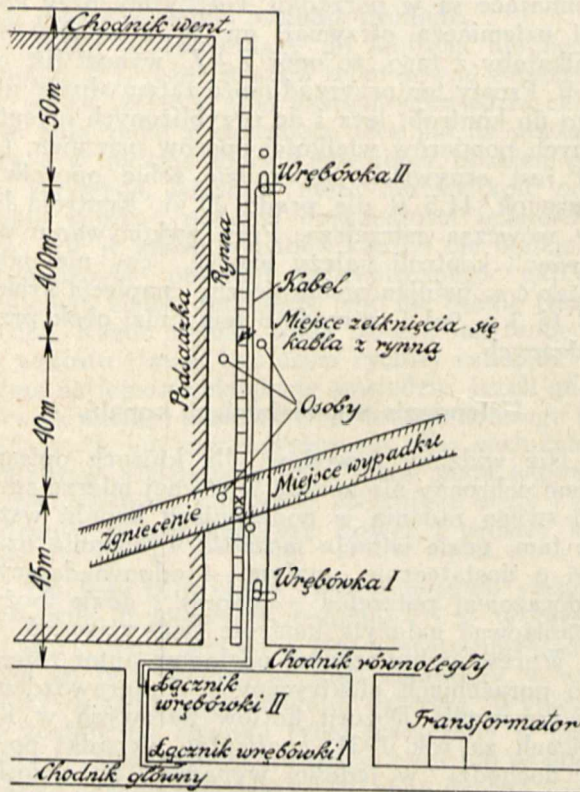 Chodnik went
50m
Wrębówka II
400m
Rynna
Kabel
Podsadzka
Miejsce zetknięcia się
kabla z rynną
40m
Osoby
Miejsce wypadku
Zgniecenie
45m
Wrębówka I
Chodnik równoległy
Łącznik
wrębówki II
Transformator
Łącznik wrębówki I
Chodnik główny